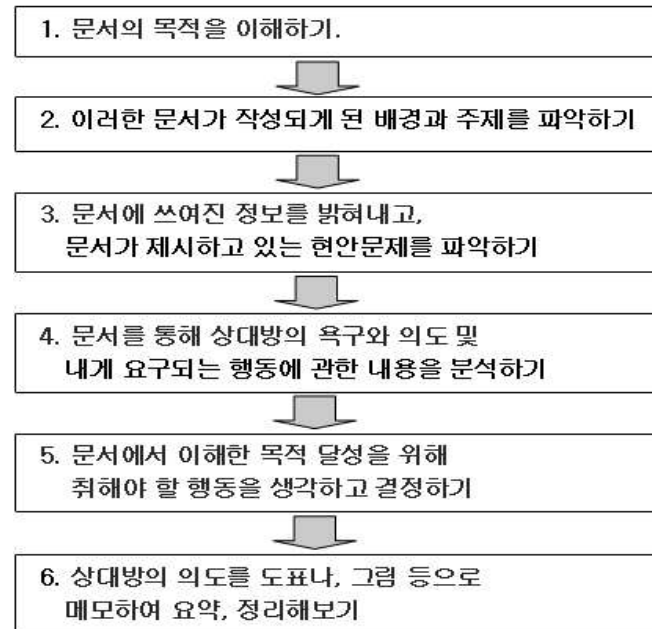 1. 문서의 목적을 이해하기.
2. 이러한 문서가 작성되게 된 배경과 주제를 파악하기
3. 문서에 쓰여진 정보를 밝혀내고,
문서가 제시하고 있는 현안문제를 파악하기
4. 문서를 통해 상대방의 욕구와 의도 및
내게 요구되는 행동에 관한 내용을 분석하기
5. 문서에서 이해한 목적 달성을 위해
취해야 할 행동을 생각하고 결정하기
6. 상대방의 의도를 도표나, 그림 등으로
메모하여 요약, 정리해보기